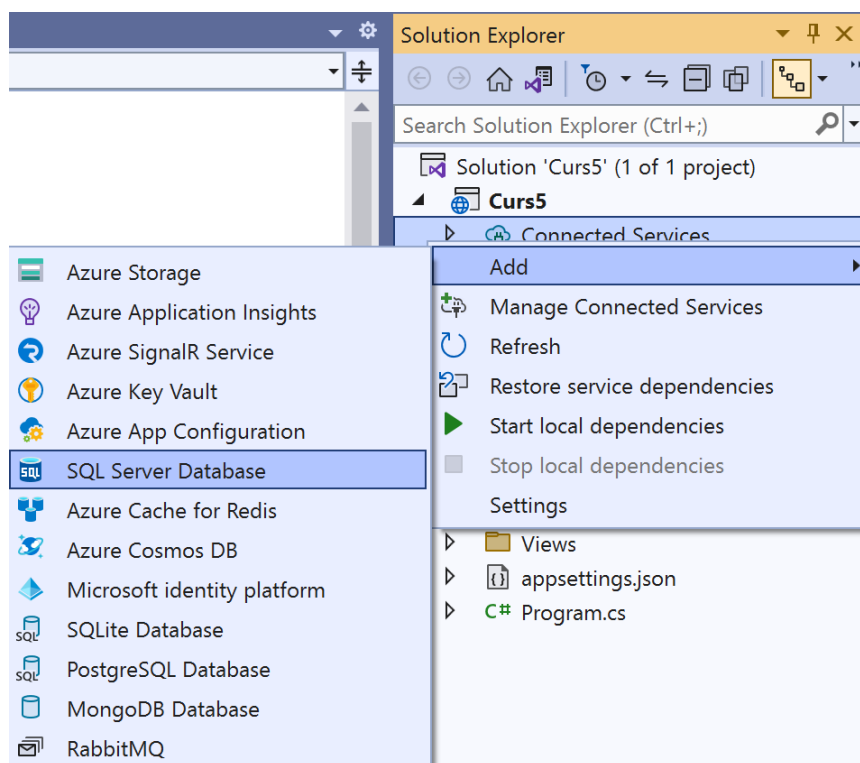 Solution Explorer
Search Solution Explorer (Ctrl+;)
Solution 'Curs5' (1 of 1 project)
Curs5
Connected Services
Add
Manage Connected Services
Refresh
Restore service dependencies
Start local dependencies
Stop local dependencies
Settings
Azure Storage
Azure Application Insights
Azure SignalR Service
Azure Key Vault
Azure App Configuration
SQL Server Database
Azure Cache for Redis
Azure Cosmos DB
Microsoft identity platform
SQLite Database
PostgreSQL Database
MongoDB Database
RabbitMQ
Views
appsettings.json
C# Program.cs